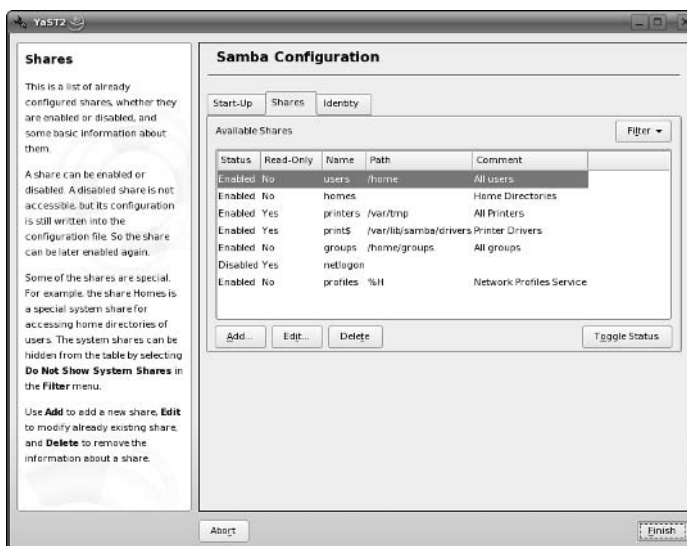 YaST2
Shares
This is a list of already
configured shares, whether they
are enabled or disabled, and
some basic information about
them.
A share can be enabled or
disabled. A disabled share is not
accessible, but its configuration
is still written into the
configuration file. So the share
can be later enabled again.
Some of the shares are special.
For example, the share Homes is
a special system share for
accessing home directories of
users. The system shares can be
hidden from the table by selecting
Do Not Show System Shares in
the Filter menu.
Use Add to add a new share, Edit
to modify already existing share,
and Delete to remove the
information about a share.
Samba Configuration
Start-Up Shares Identity
Available Shares Filter
Status Read-Only Name Path Comment
Enabled No users /home All users
Enabled No homes Home Directories
Enabled Yes printers /var/tmp All Printers
Enabled Yes print$ /var/lib/samba/drivers Printer Drivers
Enabled No groups /home/groups All groups
Disabled Yes netlogon
Enabled No profiles %H Network Profiles Service
Add... Edit... Delete Toggle Status
Abort Finish